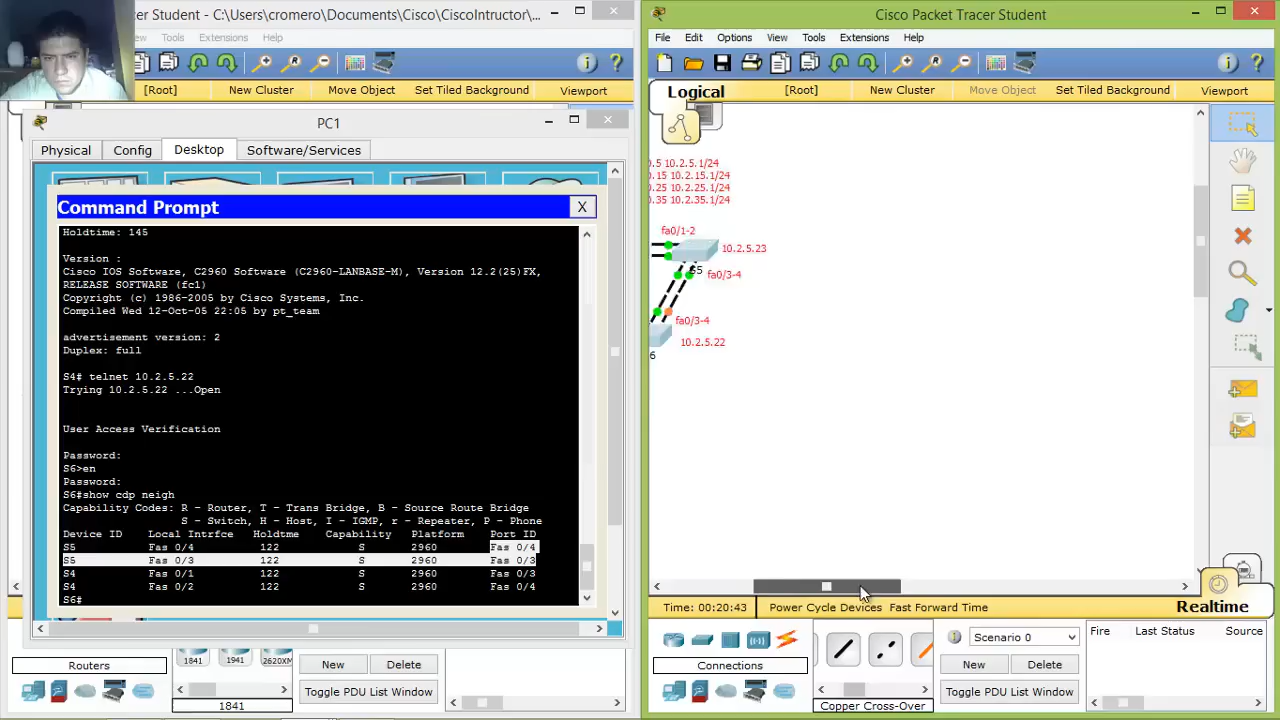 er Student - C:\Users\cromero\Documents\Cisco\CiscoIntructor\...
Tools Extensions Help
[Root] New Cluster Move Object Set Tiled Background Viewport
PC1
Physical Config Desktop Software/Services
Command Prompt X
Holdtime: 145
Version :
Cisco IOS Software, C2960 Software (C2960-LANBASE-M), Version 12.2(25)FX,
RELEASE SOFTWARE (fc1)
Copyright (c) 1986-2005 by Cisco Systems, Inc.
Compiled Wed 12-Oct-05 22:05 by pt_team
advertisement version: 2
Duplex: full
S4# telnet 10.2.5.22
Trying 10.2.5.22 ...Open
User Access Verification
Password:
S6>en
Password:
S6#show cdp neigh
Capability Codes: R - Router, T - Trans Bridge, B - Source Route Bridge
S - Switch, H - Host, I - IGMP, r - Repeater, P - Phone
Device ID Local Intrfce Holdtme Capability Platform Port ID
S5 Fas 0/4 122 S 2960 Fas 0/4
S5 Fas 0/3 122 S 2960 Fas 0/3
S4 Fas 0/1 122 S 2960 Fas 0/3
S4 Fas 0/2 122 S 2960 Fas 0/4
S6#
Routers
1841 1941 2620XM
1841
New Delete
Toggle PDU List Window
Cisco Packet Tracer Student
File Edit Options View Tools Extensions Help
Logical [Root] New Cluster Move Object Set Tiled Background Viewport
.5 10.2.5.1/24
.15 10.2.15.1/24
.25 10.2.25.1/24
.35 10.2.35.1/24
fa0/1-2
10.2.5.23
S5
fa0/3-4
fa0/3-4
10.2.5.22
6
Time: 00:20:43 Power Cycle Devices Fast Forward Time
Realtime
Connections
Copper Cross-Over
Scenario 0
New Delete
Toggle PDU List Window
Fire Last Status Source